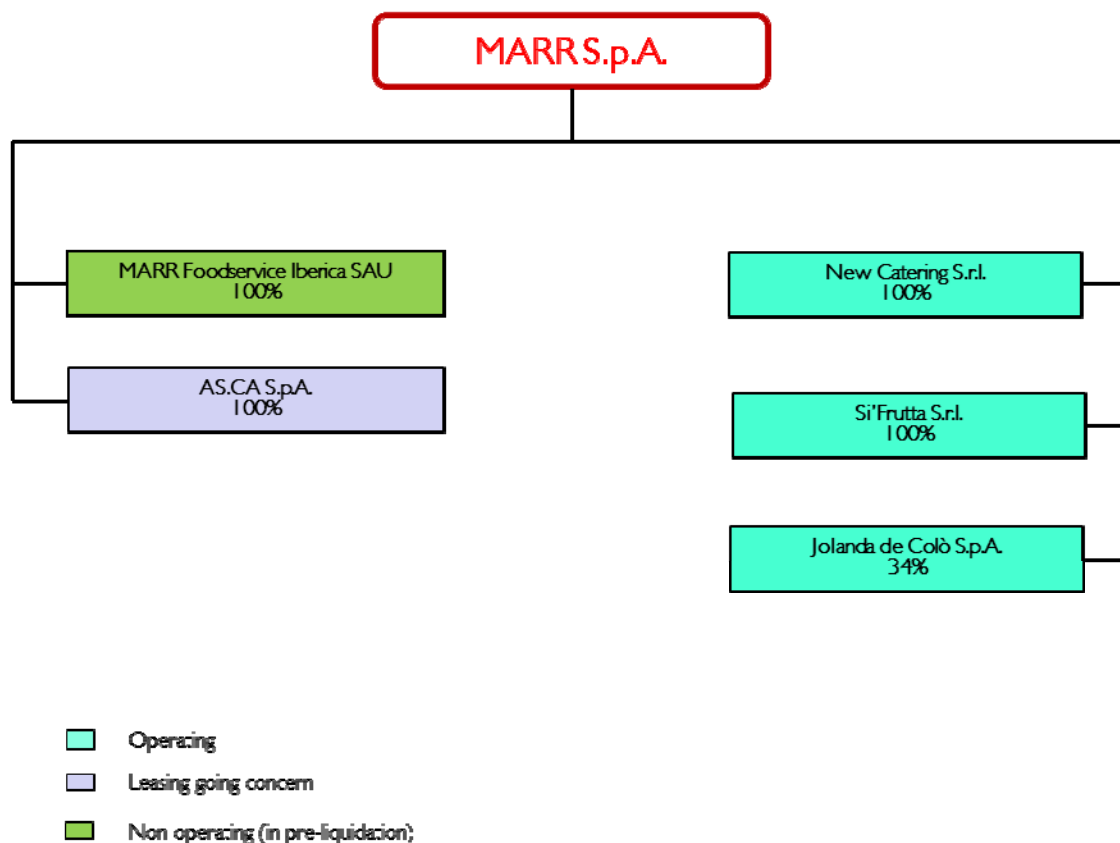 MARR S.p.A.
MARR Foodservice Iberica SAU
100%
New Catering S.r.l.
100%
AS.CA S.p.A.
100%
Si'Frutta S.r.l.
100%
Jolanda de Colò S.p.A.
34%
Operating
Leasing going concern
Non operating (in pre-liquidation)